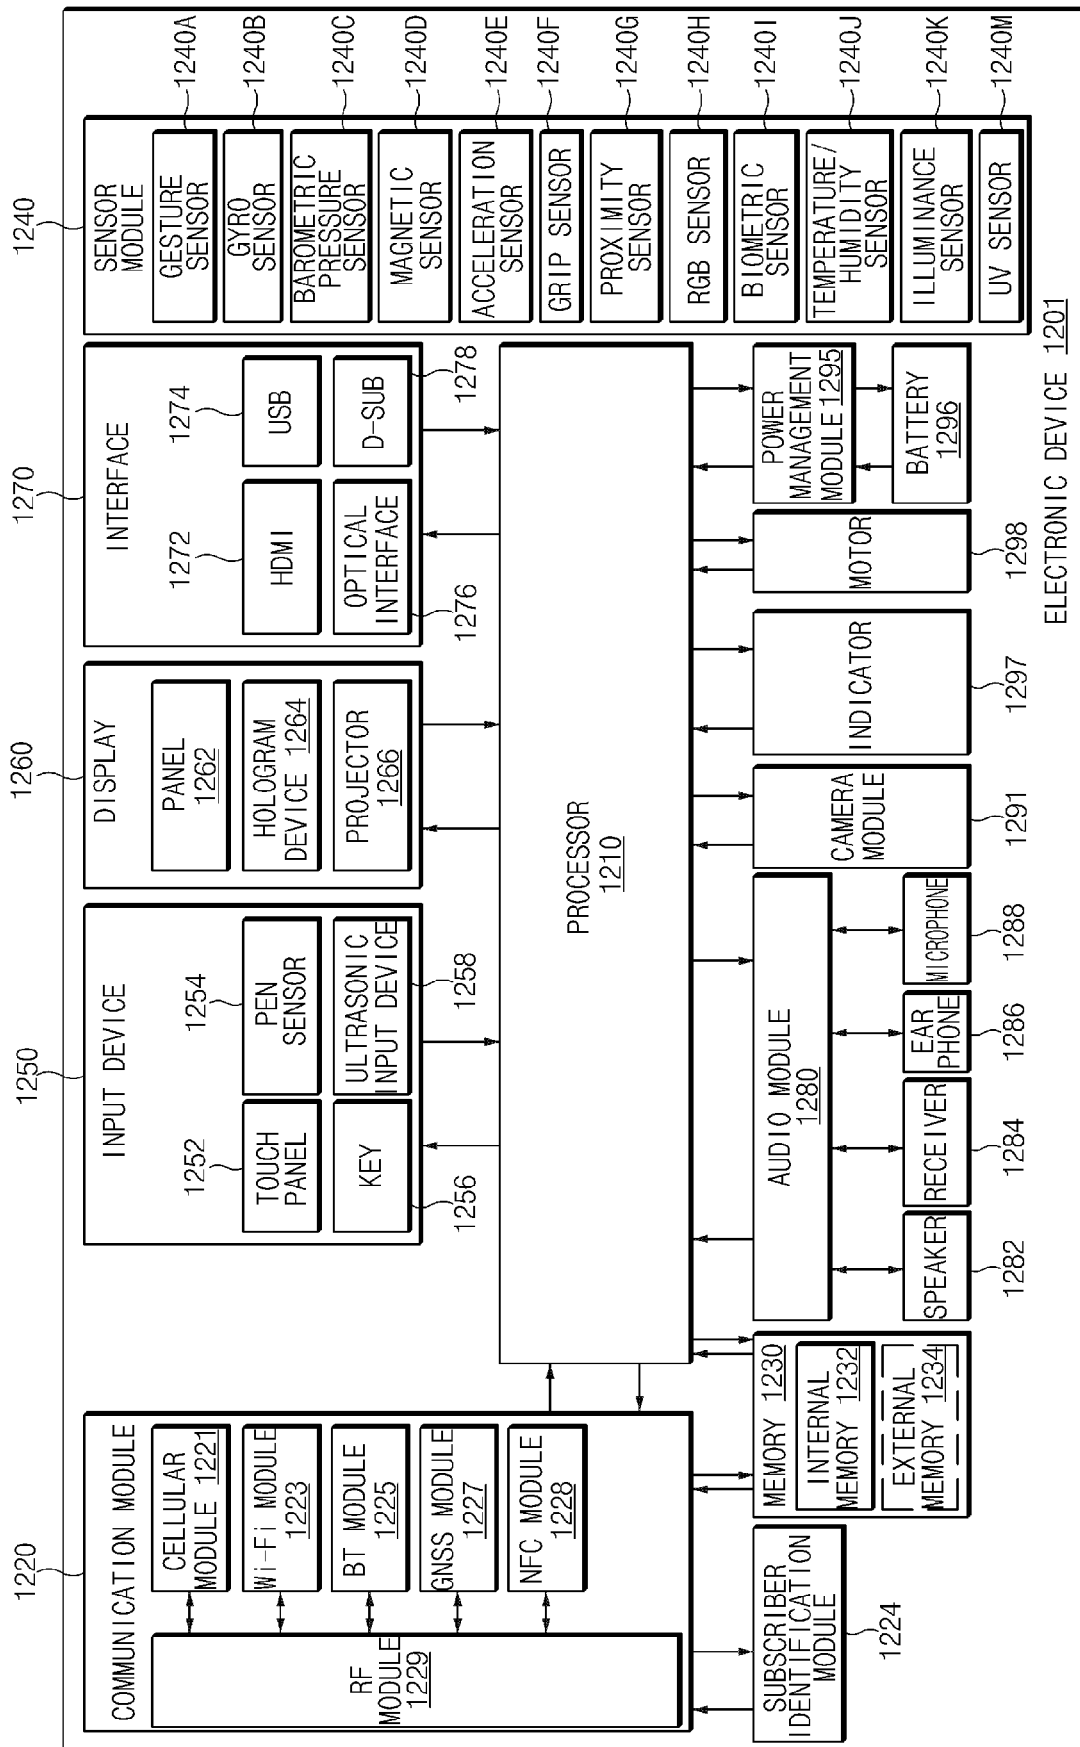 1220
COMMUNICATION MODULE
CELLULAR
MODULE 1221
Wi-Fi MODULE
1223
BT MODULE
1225
GNSS MODULE
1227
NFC MODULE
1228
RF
MODULE
1229
SUBSCRIBER
IDENTIFICATION
MODULE
1224
1250
INPUT DEVICE
1252
TOUCH
PANEL
1254
PEN
SENSOR
KEY
1256
ULTRASONIC
INPUT DEVICE
1258
1260
DISPLAY
PANEL
1262
HOLOGRAM
DEVICE 1264
PROJECTOR
1266
1270
INTERFACE
1272
HDMI
1274
USB
OPTICAL
INTERFACE
1276
D-SUB
1278
1240
SENSOR
MODULE
GESTURE
SENSOR
1240A
GYRO
SENSOR
1240B
BAROMETRIC
PRESSURE
SENSOR
1240C
MAGNETIC
SENSOR
1240D
ACCELERATION
SENSOR
1240E
GRIP SENSOR
1240F
PROXIMITY
SENSOR
1240G
RGB SENSOR
1240H
BIOMETRIC
SENSOR
1240I
TEMPERATURE/
HUMIDITY
SENSOR
1240J
ILLUMINANCE
SENSOR
1240K
UV SENSOR
1240M
PROCESSOR
1210
MEMORY 1230
INTERNAL
MEMORY 1232
EXTERNAL
MEMORY 1234
AUDIO MODULE
1280
SPEAKER
1282
RECEIVER
1284
EAR
PHONE
1286
MICROPHONE
1288
CAMERA
MODULE
1291
INDICATOR
1297
MOTOR
1298
POWER
MANAGEMENT
MODULE 1295
BATTERY
1296
ELECTRONIC DEVICE 1201